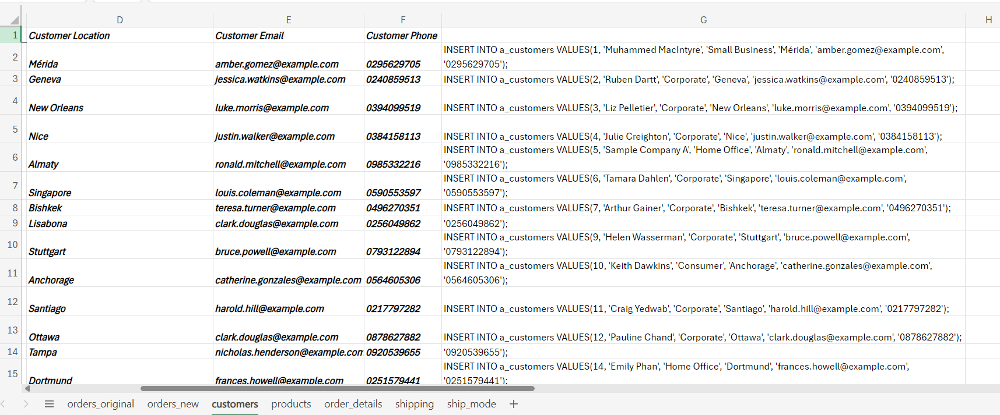 D E F G H
1 Customer Location Customer Email Customer Phone
INSERT INTO a_customers VALUES(1, 'Muhammed MacIntyre', 'Small Business', 'Mérida', 'amber.gomez@example.com',
2 Mérida amber.gomez@example.com 0295629705 '0295629705');
3 Geneva jessica.watkins@example.com 0240859513 INSERT INTO a_customers VALUES(2, 'Ruben Dartt', 'Corporate', 'Geneva', 'jessica.watkins@example.com', '0240859513');
4 New Orleans luke.morris@example.com 0394099519 INSERT INTO a_customers VALUES(3, 'Liz Pelletier', 'Corporate', 'New Orleans', 'luke.morris@example.com', '0394099519');
5 Nice justin.walker@example.com 0384158113 INSERT INTO a_customers VALUES(4, 'Julie Creighton', 'Corporate', 'Nice', 'justin.walker@example.com', '0384158113');
INSERT INTO a_customers VALUES(5, 'Sample Company A', 'Home Office', 'Almaty', 'ronald.mitchell@example.com',
6 Almaty ronald.mitchell@example.com 0985332216 '0985332216');
INSERT INTO a_customers VALUES(6, 'Tamara Dahlen', 'Corporate', 'Singapore', 'louis.coleman@example.com',
7 Singapore louis.coleman@example.com 0590553597 '0590553597');
8 Bishkek teresa.turner@example.com 0496270351 INSERT INTO a_customers VALUES(7, 'Arthur Gainer', 'Corporate', 'Bishkek', 'teresa.turner@example.com', '0496270351');
9 Lisabona clark.douglas@example.com 0256049862 '0256049862');
INSERT INTO a_customers VALUES(9, 'Helen Wasserman', 'Corporate', 'Stuttgart', 'bruce.powell@example.com',
10 Stuttgart bruce.powell@example.com 0793122894 '0793122894');
INSERT INTO a_customers VALUES(10, 'Keith Dawkins', 'Consumer', 'Anchorage', 'catherine.gonzales@example.com',
11 Anchorage catherine.gonzales@example.com 0564605306 '0564605306');
12 Santiago harold.hill@example.com 0217797282 INSERT INTO a_customers VALUES(11, 'Craig Yedwab', 'Corporate', 'Santiago', 'harold.hill@example.com', '0217797282');
13 Ottawa clark.douglas@example.com 0878627882 INSERT INTO a_customers VALUES(12, 'Pauline Chand', 'Corporate', 'Ottawa', 'clark.douglas@example.com', '0878627882');
14 Tampa nicholas.henderson@example.com 0920539655 '0920539655');
INSERT INTO a_customers VALUES(14, 'Emily Phan', 'Home Office', 'Dortmund', 'frances.howell@example.com',
15 Dortmund frances.howell@example.com 0251579441 '0251579441');
orders_original orders_new customers products order_details shipping ship_mode